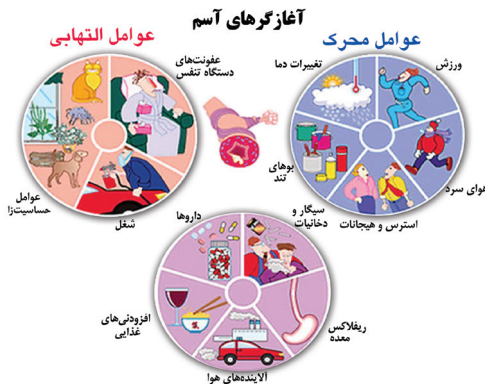 آغازگرهای آسم
عوامل محرک
ورزش
تغییرات دما
هوای سرد
بوهای
تند
استرس و هیجانات
عوامل التهابی
عفونت‌های
دستگاه تنفس
عوامل
حساسیت‌زا
شغل
سیگار و
دخانیات
داروها
ریفلاکس
معده
افزودنی‌های
غذایی
آلاینده‌های هوا